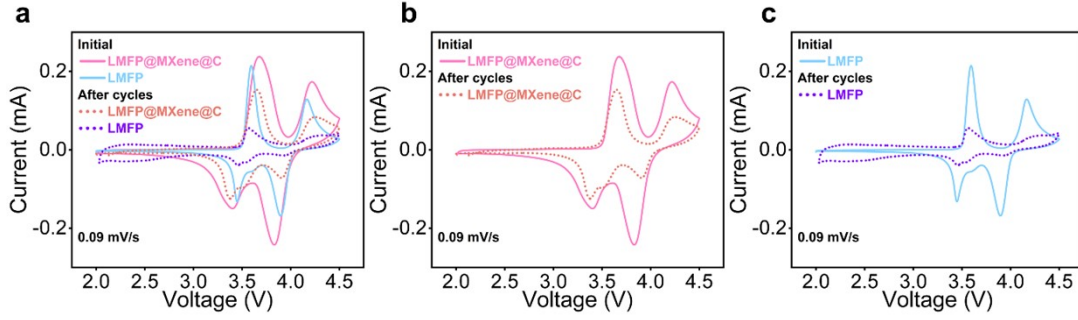 a
Initial
LMFP@MXene@C
LMFP
After cycles
LMFP@MXene@C
LMFP
0.2
0.0
-0.2
Current (mA)
0.09 mV/s
2.0 2.5 3.0 3.5 4.0 4.5
Voltage (V)
b
Initial
LMFP@MXene@C
After cycles
LMFP@MXene@C
0.2
0.0
-0.2
Current (mA)
0.09 mV/s
2.0 2.5 3.0 3.5 4.0 4.5
Voltage (V)
c
Initial
LMFP
After cycles
LMFP
0.2
0.0
-0.2
Current (mA)
0.09 mV/s
2.0 2.5 3.0 3.5 4.0 4.5
Voltage (V)